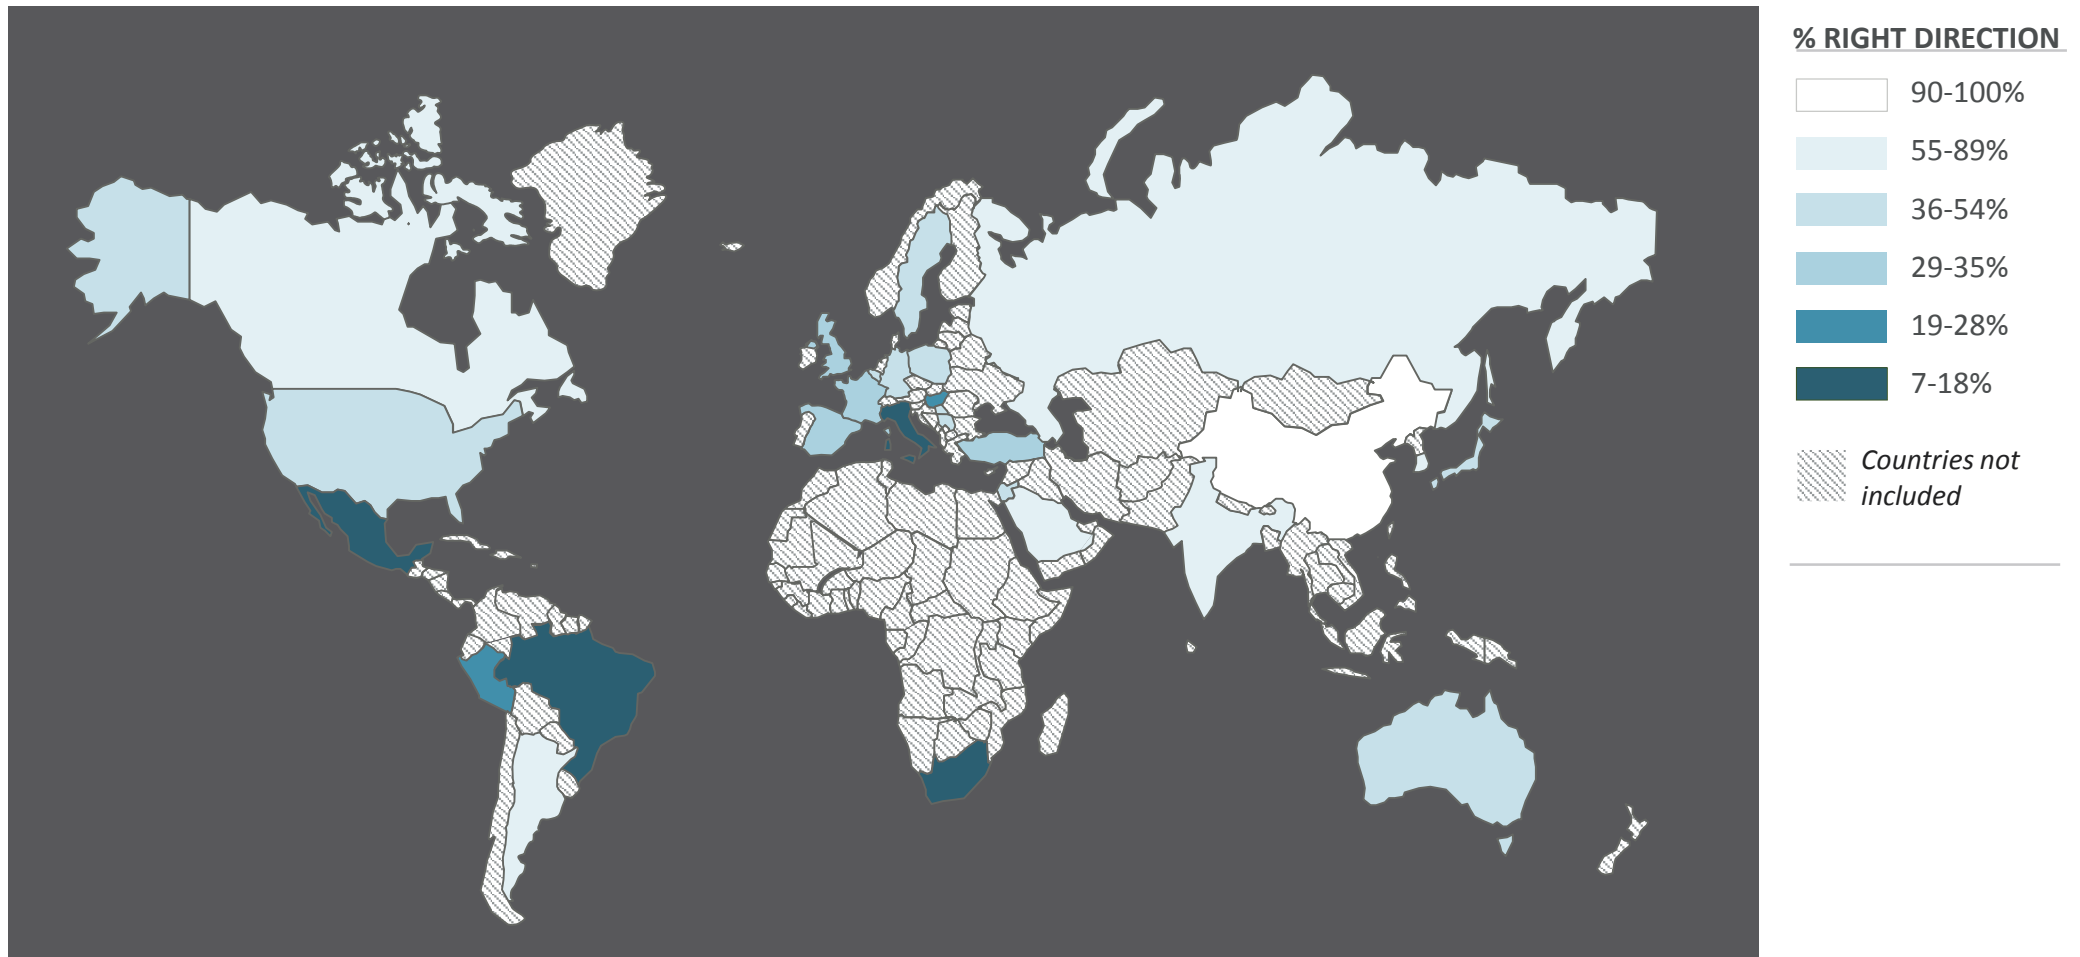 % RIGHT DIRECTION
90-100%
55-89%
36-54%
29-35%
19-28%
7-18%
Countries not
included